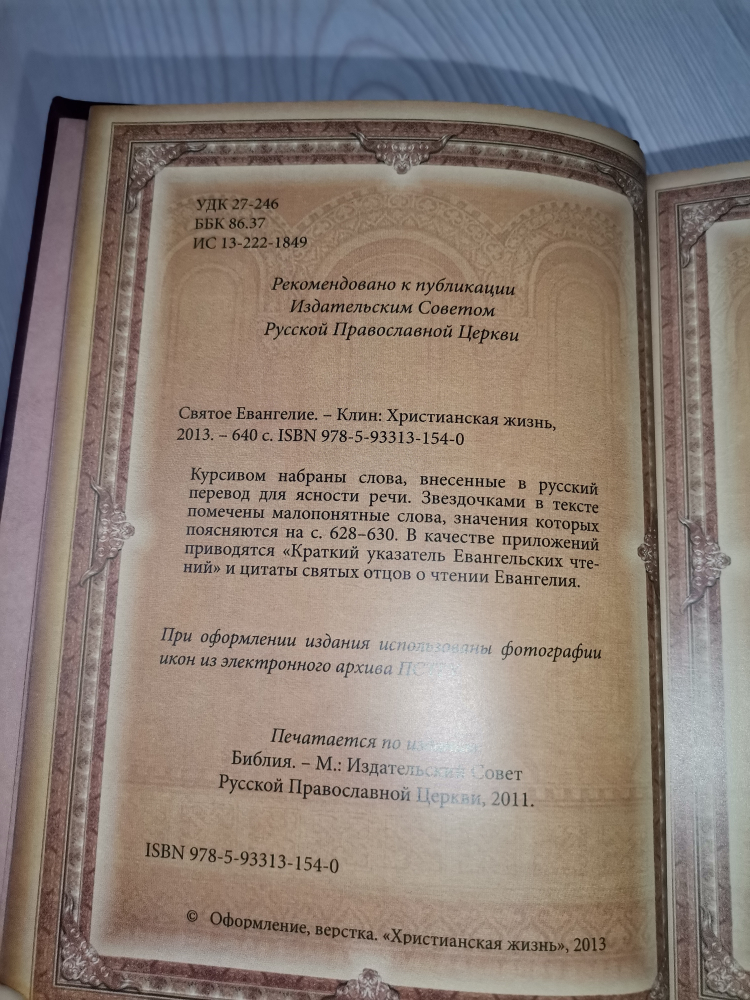 УДК 27-246
ББК 86.37
ИС 13-222-1849
Рекомендовано к публикации
Издательским Советом
Русской Православной Церкви
Святое Евангелие. – Клин: Христианская жизнь,
2013. – 640 с. ISBN 978-5-93313-154-0
Курсивом набраны слова, внесенные в русский
перевод для ясности речи. Звездочками в тексте
помечены малопонятные слова, значения которых
поясняются на с. 628–630. В качестве приложений
приводятся «Краткий указатель Евангельских чте-
ний» и цитаты святых отцов о чтении Евангелия.
При оформлении издания использованы фотографии
икон из электронного архива
Печатается по
Библия. – М.: Издательский Совет
Русской Православной Церкви, 2011.
ISBN 978-5-93313-154-0
© Оформление, верстка. «Христианская жизнь», 2013